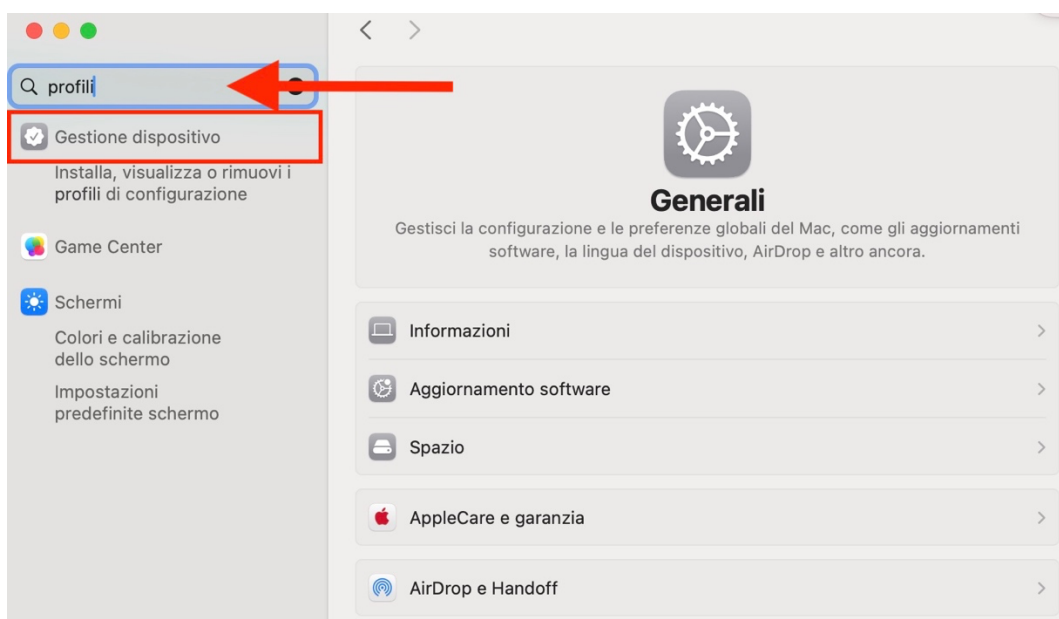 profili
Gestione dispositivo
Installa, visualizza o rimuovi i
profili di configurazione
Game Center
Schermi
Colori e calibrazione
dello schermo
Impostazioni
predefinite schermo
Generali
Gestisci la configurazione e le preferenze globali del Mac, come gli aggiornamenti
software, la lingua del dispositivo, AirDrop e altro ancora.
Informazioni
Aggiornamento software
Spazio
AppleCare e garanzia
AirDrop e Handoff